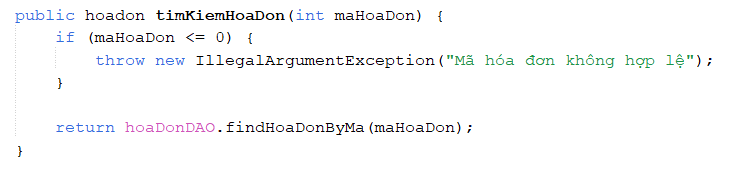 public hoadon timKiemHoaDon(int maHoaDon) {
    if (maHoaDon <= 0) {
        throw new IllegalArgumentException("Mã hóa đơn không hợp lệ");
    }
    return hoaDonDAO.findHoaDonByMa(maHoaDon);
}